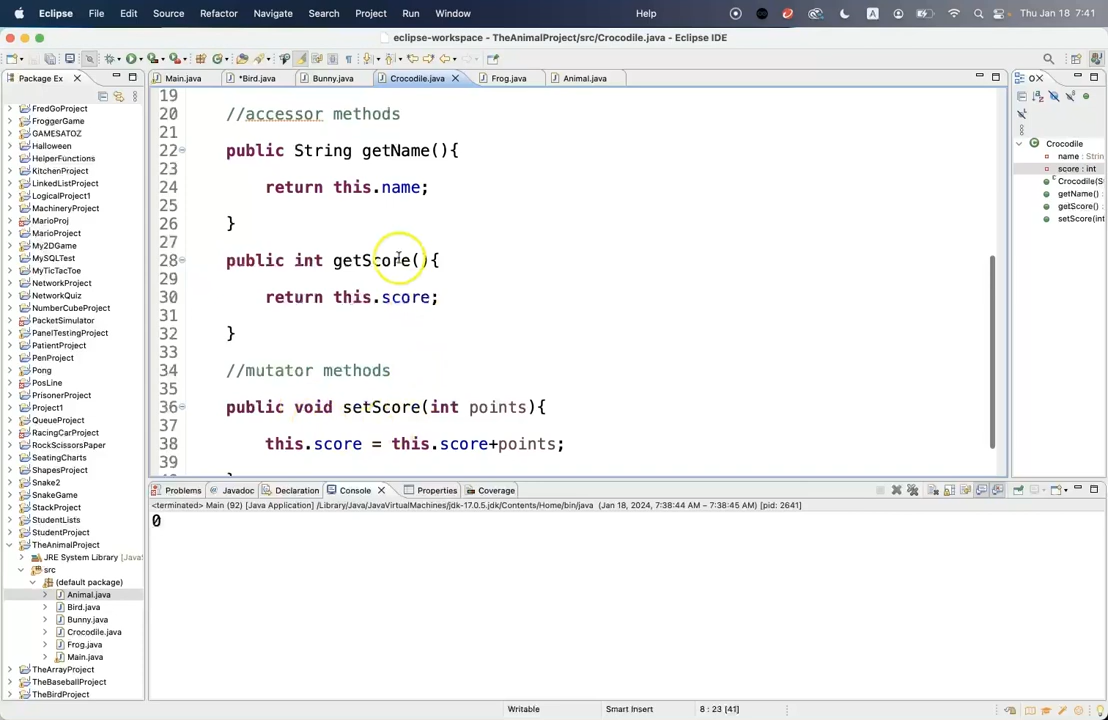 Eclipse File Edit Source Refactor Navigate Search Project Run Window Help A Thu Jan 18 7:41
eclipse-workspace - TheAnimalProject/src/Crocodile.java - Eclipse IDE
Package Ex
FredGoProject
FroggerGame
GAMESATOZ
Halloween
HelperFunctions
KitchenProject
LinkedListProject
LogicalProject1
MachineryProject
MarioProj
MarioProject
My2DGame
MySQLTest
MyTicTacToe
NetworkProject
NetworkQuiz
NumberCubeProject
PacketSimulator
PanelTestingProject
PatientProject
PenProject
Pong
PosLine
PrisonerProject
Project1
QueueProject
RacingCarProject
RockScissorsPaper
SeatingCharts
ShapesProject
Snake2
SnakeGame
StackProject
StudentLists
StudentProject
TheAnimalProject
JRE System Library [JavaS
src
(default package)
Animal.java
Bird.java
Bunny.java
Crocodile.java
Frog.java
Main.java
TheArrayProject
TheBaseballProject
TheBirdProject
Main.java *Bird.java Bunny.java Crocodile.java Frog.java Animal.java
19
20 //accessor methods
21
22 public String getName(){
23
24 return this.name;
25
26 }
27
28 public int getScore(){
29
30 return this.score;
31
32 }
33
34 //mutator methods
35
36 public void setScore(int points){
37
38 this.score = this.score+points;
39
Crocodile
name : Strin
score : int
Crocodile(S
getName()
getScore()
setScore(int
Problems Javadoc Declaration Console Properties Coverage
<terminated> Main (92) [Java Application] /Library/Java/JavaVirtualMachines/jdk-17.0.5.jdk/Contents/Home/bin/java (Jan 18, 2024, 7:38:44 AM – 7:38:45 AM) [pid: 2641]
0
Writable Smart Insert 8 : 23 [41]